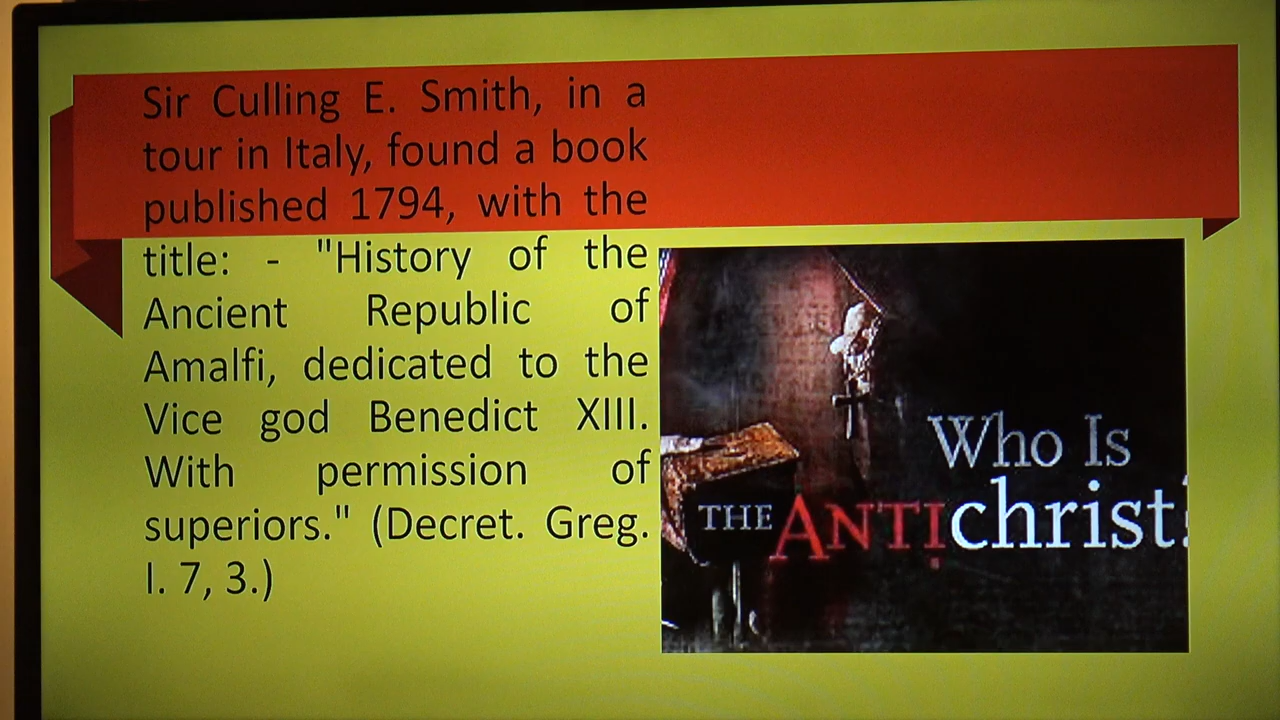 Sir Culling E. Smith, in a
tour in Italy, found a book
published 1794, with the
title: - "History of the
Ancient Republic of
Amalfi, dedicated to the
Vice god Benedict XIII.
With permission of
superiors." (Decret. Greg.
I. 7, 3.)
Who Is
THE ANTichrist?